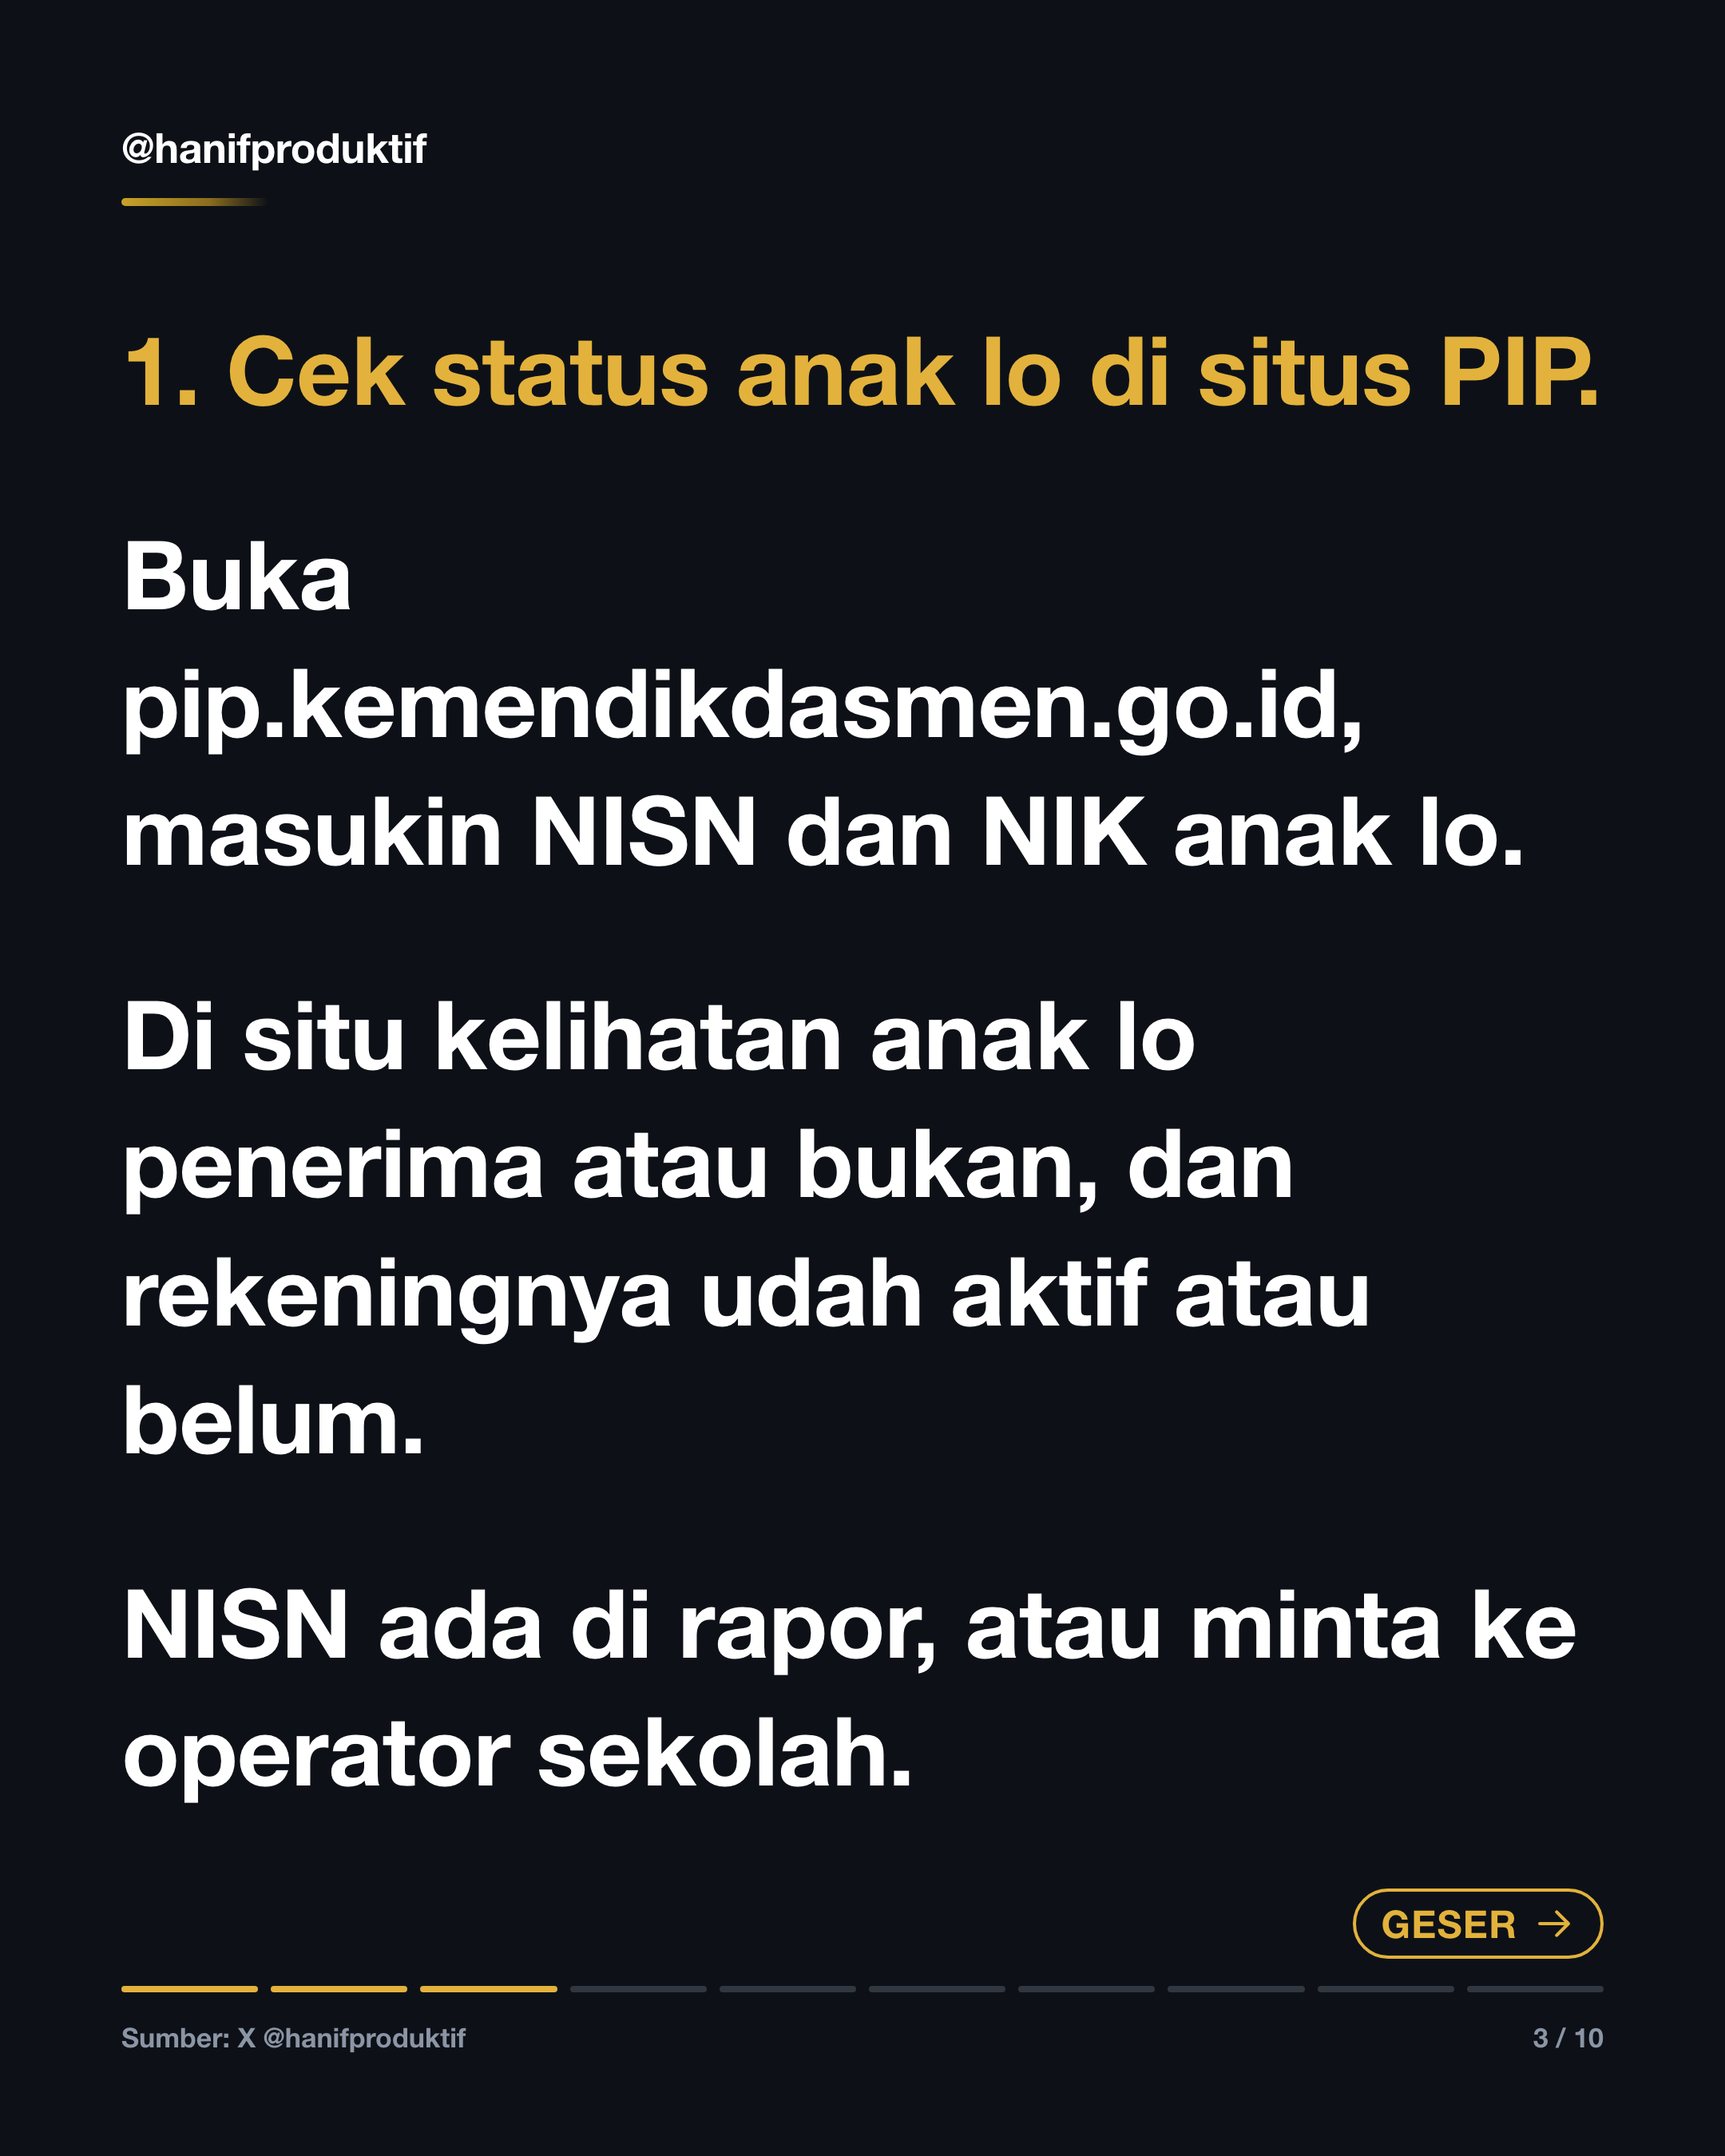 @hanifproduktif
1. Cek status anak lo di situs PIP.
Buka
pip.kemendikdasmen.go.id,
masukin NISN dan NIK anak lo.
Di situ kelihatan anak lo
penerima atau bukan, dan
rekeningnya udah aktif atau
belum.
NISN ada di rapor, atau minta ke
operator sekolah.
GESER →
Sumber: X @hanifproduktif
3 / 10